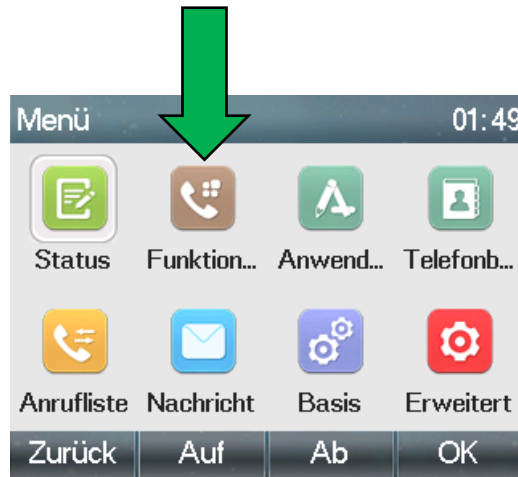 Menü 01:49
Status Funktion... Anwend... Telefonb...
Anrufliste Nachricht Basis Erweitert
Zurück Auf Ab OK